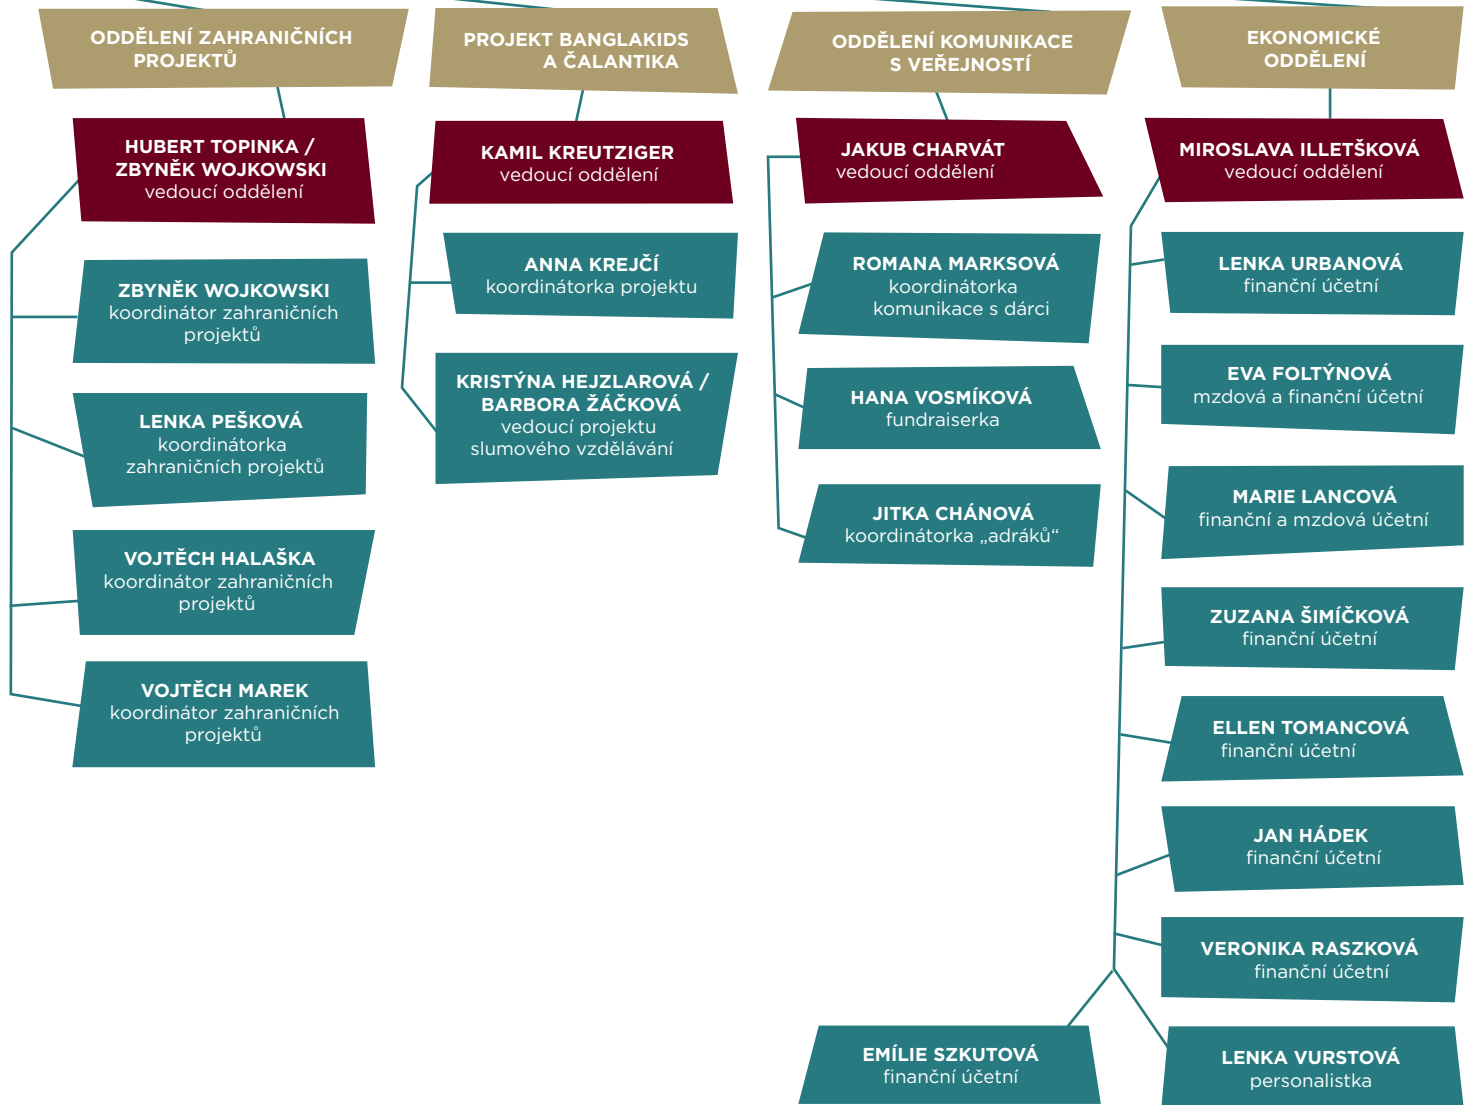 ODDĚLENÍ ZAHRANIČNÍCH
PROJEKTŮ
HUBERT TOPINKA /
ZBYNĚK WOJKOWSKI
vedoucí oddělení
ZBYNĚK WOJKOWSKI
koordinátor zahraničních
projektů
LENKA PEŠKOVÁ
koordinátorka
zahraničních projektů
VOJTĚCH HALAŠKA
koordinátor zahraničních
projektů
VOJTĚCH MAREK
koordinátor zahraničních
projektů
PROJEKT BANGLAKIDS
A ČALANTIKA
KAMIL KREUTZIGER
vedoucí oddělení
ANNA KREJČÍ
koordinátorka projektu
KRISTÝNA HEJZLAROVÁ /
BARBORA ŽÁČKOVÁ
vedoucí projektu
slumového vzdělávání
ODDĚLENÍ KOMUNIKACE
S VEŘEJNOSTÍ
JAKUB CHARVÁT
vedoucí oddělení
ROMANA MARKSOVÁ
koordinátorka
komunikace s dárci
HANA VOSMÍKOVÁ
fundraiserka
JITKA CHÁNOVÁ
koordinátorka „adráků“
EKONOMICKÉ
ODDĚLENÍ
MIROSLAVA ILLETŠKOVÁ
vedoucí oddělení
LENKA URBANOVÁ
finanční účetní
EVA FOLTÝNOVÁ
mzdová a finanční účetní
MARIE LANCOVÁ
finanční a mzdová účetní
ZUZANA ŠIMÍČKOVÁ
finanční účetní
ELLEN TOMANCOVÁ
finanční účetní
JAN HÁDEK
finanční účetní
VERONIKA RASZKOVÁ
finanční účetní
EMÍLIE SZKUTOVÁ
finanční účetní
LENKA VURSTOVÁ
personalistka